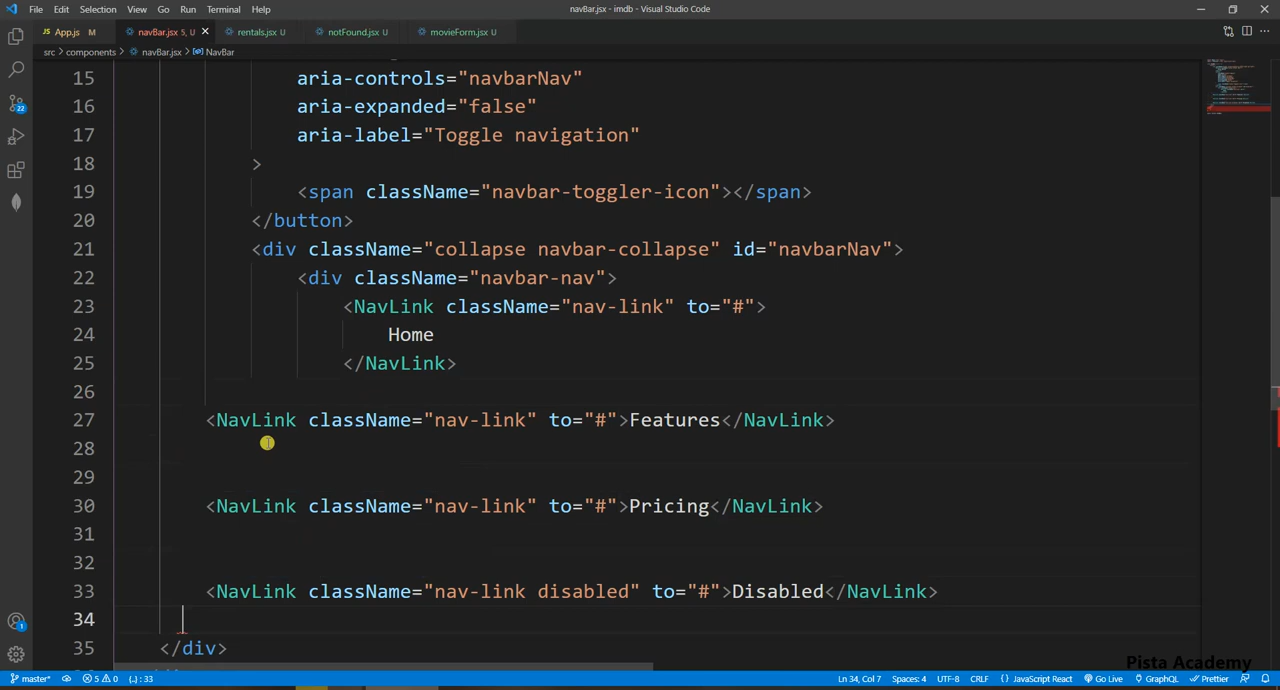 File Edit Selection View Go Run Terminal Help
navBar.jsx - imdb - Visual Studio Code
JS App.js M
navBar.jsx 5, U
rentals.jsx U
notFound.jsx U
movieForm.jsx U
src > components > navBar.jsx > NavBar
15 aria-controls="navbarNav"
16 aria-expanded="false"
17 aria-label="Toggle navigation"
18 >
19 <span className="navbar-toggler-icon"></span>
20 </button>
21 <div className="collapse navbar-collapse" id="navbarNav">
22 <div className="navbar-nav">
23 <NavLink className="nav-link" to="#">
24 Home
25 </NavLink>
26
27 <NavLink className="nav-link" to="#">Features</NavLink>
28
29
30 <NavLink className="nav-link" to="#">Pricing</NavLink>
31
32
33 <NavLink className="nav-link disabled" to="#">Disabled</NavLink>
34
35 </div>
22
1
Pista Academy
master* 5 0 {..} : 33 Ln 34, Col 7 Spaces: 4 UTF-8 CRLF {} JavaScript React Go Live GraphQL Prettier